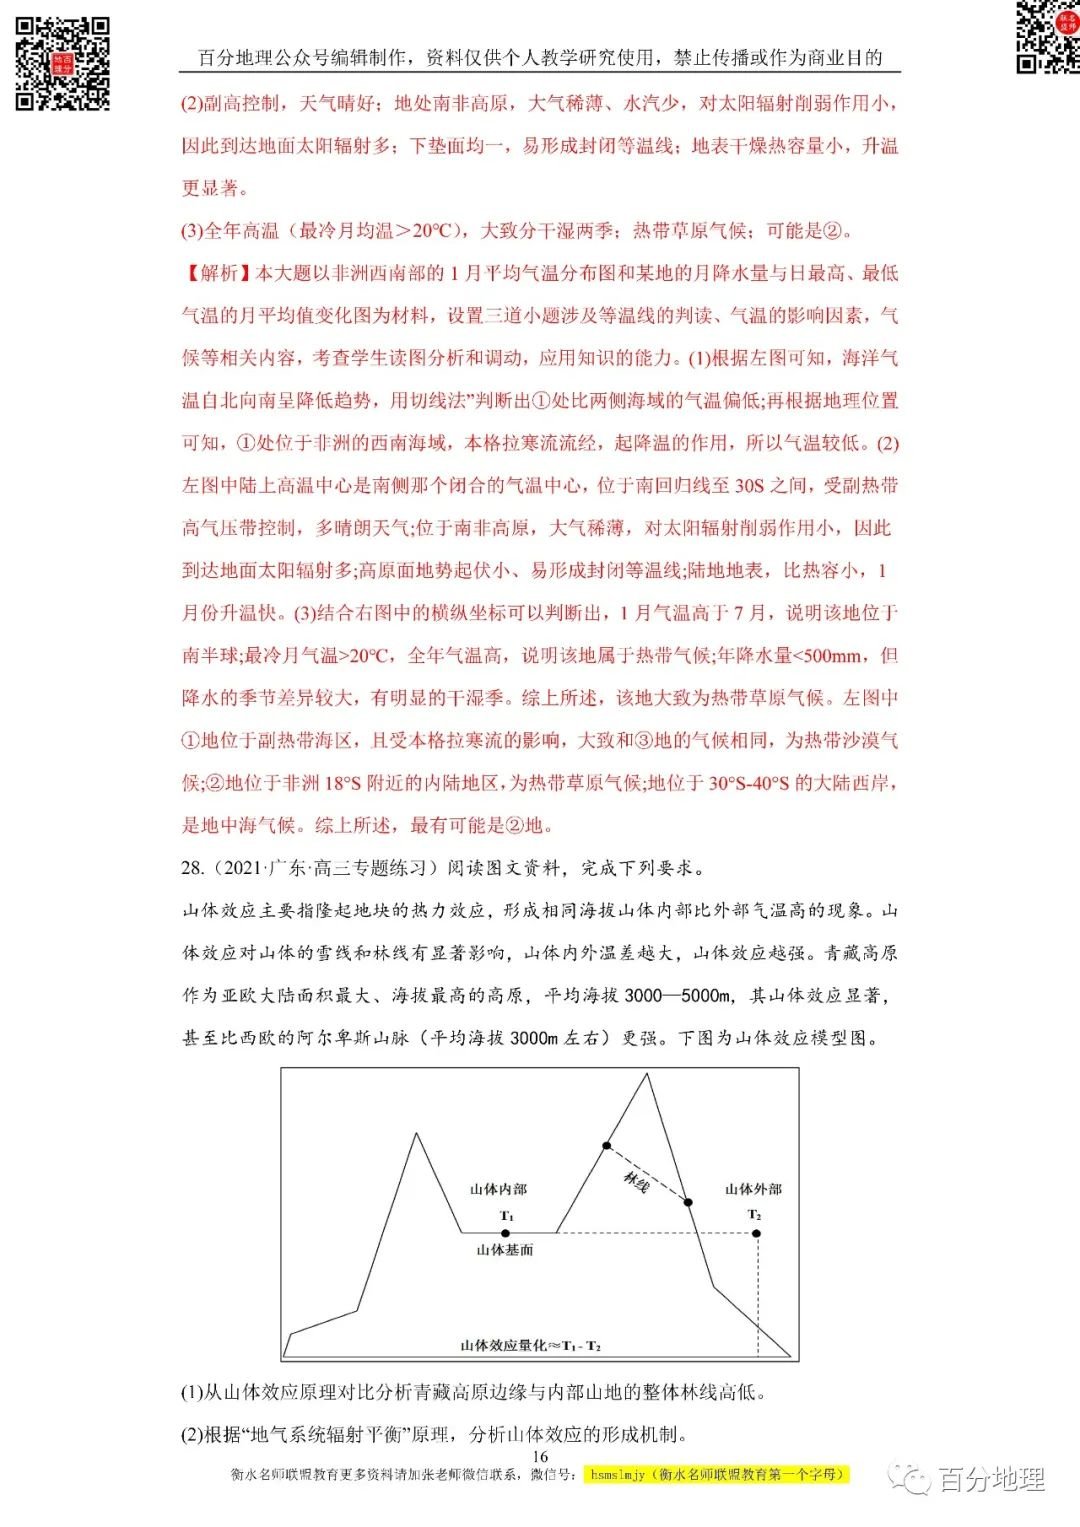 百分地理公众号编辑制作，资料仅供个人教学研究使用，禁止传播或作为商业目的
(2)副高控制，天气晴好；地处南非高原，大气稀薄、水汽少，对太阳辐射削弱作用小，
因此到达地面太阳辐射多；下垫面均一，易形成封闭等温线；地表干燥热容量小，升温
更显著。
(3)全年高温（最冷月均温＞20℃），大致分干湿两季；热带草原气候；可能是②。
【解析】本大题以非洲西南部的 1 月平均气温分布图和某地的月降水量与日最高、最低
气温的月平均值变化图为材料，设置三道小题涉及等温线的判读、气温的影响因素，气
候等相关内容，考查学生读图分析和调动，应用知识的能力。(1)根据左图可知，海洋气
温自北向南呈降低趋势，用切线法”判断出①处比两侧海域的气温偏低;再根据地理位置
可知，①处位于非洲的西南海域，本格拉寒流流经，起降温的作用，所以气温较低。(2)
左图中陆上高温中心是南侧那个闭合的气温中心，位于南回归线至 30S 之间，受副热带
高气压带控制，多晴朗天气;位于南非高原，大气稀薄，对太阳辐射削弱作用小，因此
到达地面太阳辐射多;高原面地势起伏小、易形成封闭等温线;陆地地表，比热容小，1
月份升温快。(3)结合右图中的横纵坐标可以判断出，1 月气温高于 7 月，说明该地位于
南半球;最冷月气温>20℃，全年气温高，说明该地属于热带气候;年降水量<500mm，但
降水的季节差异较大，有明显的干湿季。综上所述，该地大致为热带草原气候。左图中
①地位于副热带海区，且受本格拉寒流的影响，大致和③地的气候相同，为热带沙漠气
候;②地位于非洲 18°S 附近的内陆地区，为热带草原气候;地位于 30°S-40°S 的大陆西岸，
是地中海气候。综上所述，最有可能是②地。
28.（2021·广东·高三专题练习）阅读图文资料，完成下列要求。
山体效应主要指隆起地块的热力效应，形成相同海拔山体内部比外部气温高的现象。山
体效应对山体的雪线和林线有显著影响，山体内外温差越大，山体效应越强。青藏高原
作为亚欧大陆面积最大、海拔最高的高原，平均海拔 3000—5000m，其山体效应显著，
甚至比西欧的阿尔卑斯山脉（平均海拔 3000m 左右）更强。下图为山体效应模型图。
林线
山体内部
山体外部
T₁
T₂
山体基面
山体效应量化≈T₁ - T₂
(1)从山体效应原理对比分析青藏高原边缘与内部山地的整体林线高低。
(2)根据“地气系统辐射平衡”原理，分析山体效应的形成机制。
16
衡水名师联盟教育更多资料请加张老师微信联系，微信号： hsmslmjy（衡水名师联盟教育第一个字母）
百分地理